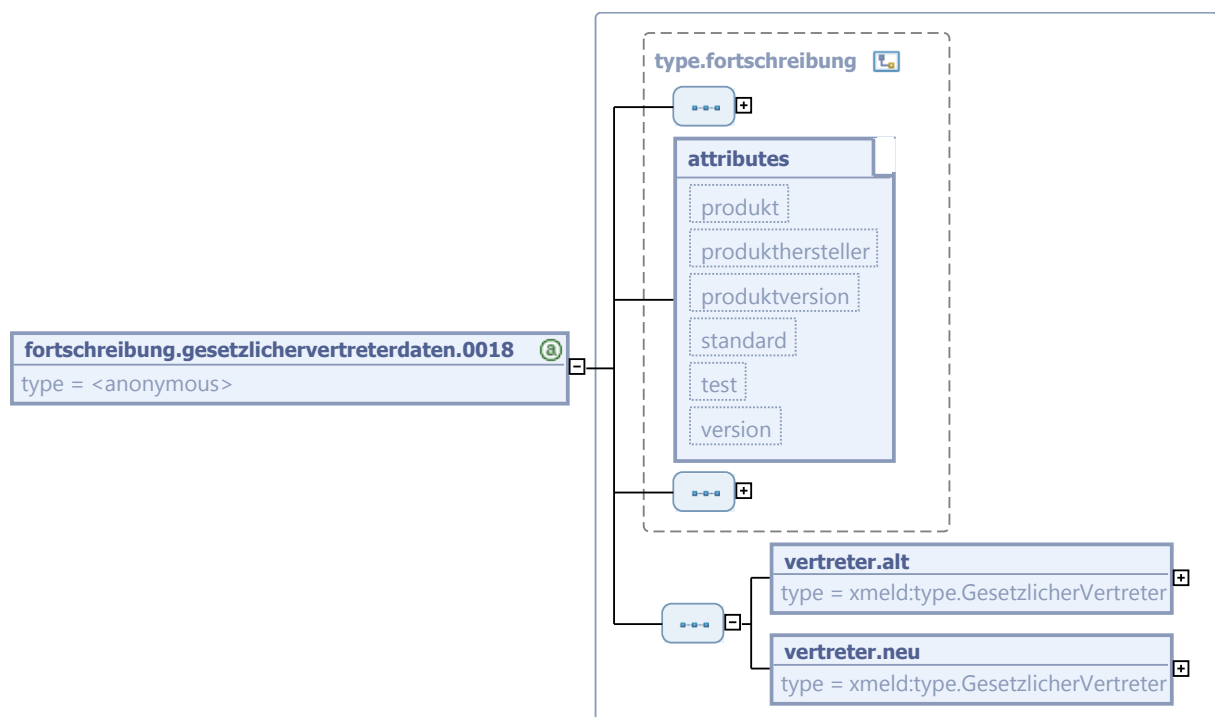 type.fortschreibung
attributes
produkt
produkthersteller
produktversion
standard
test
version
fortschreibung.gesetzlichervertreterdaten.0018 a
type = <anonymous>
vertreter.alt
type = xmeld:type.GesetzlicherVertreter
vertreter.neu
type = xmeld:type.GesetzlicherVertreter